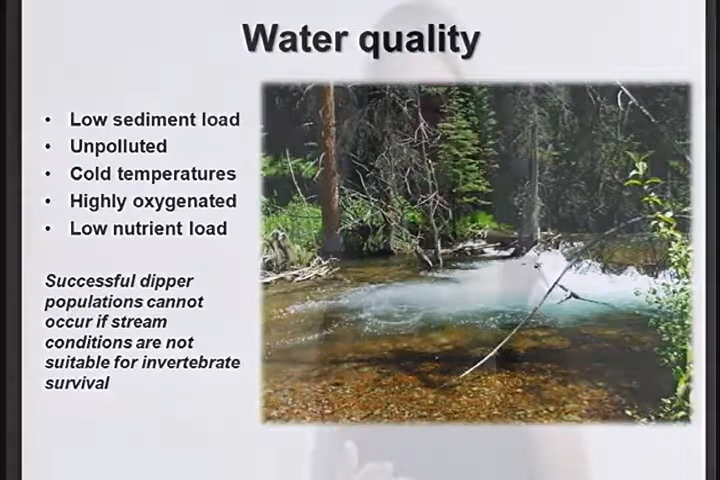 Water quality
• Low sediment load
• Unpolluted
• Cold temperatures
• Highly oxygenated
• Low nutrient load
Successful dipper
populations cannot
occur if stream
conditions are not
suitable for invertebrate
survival